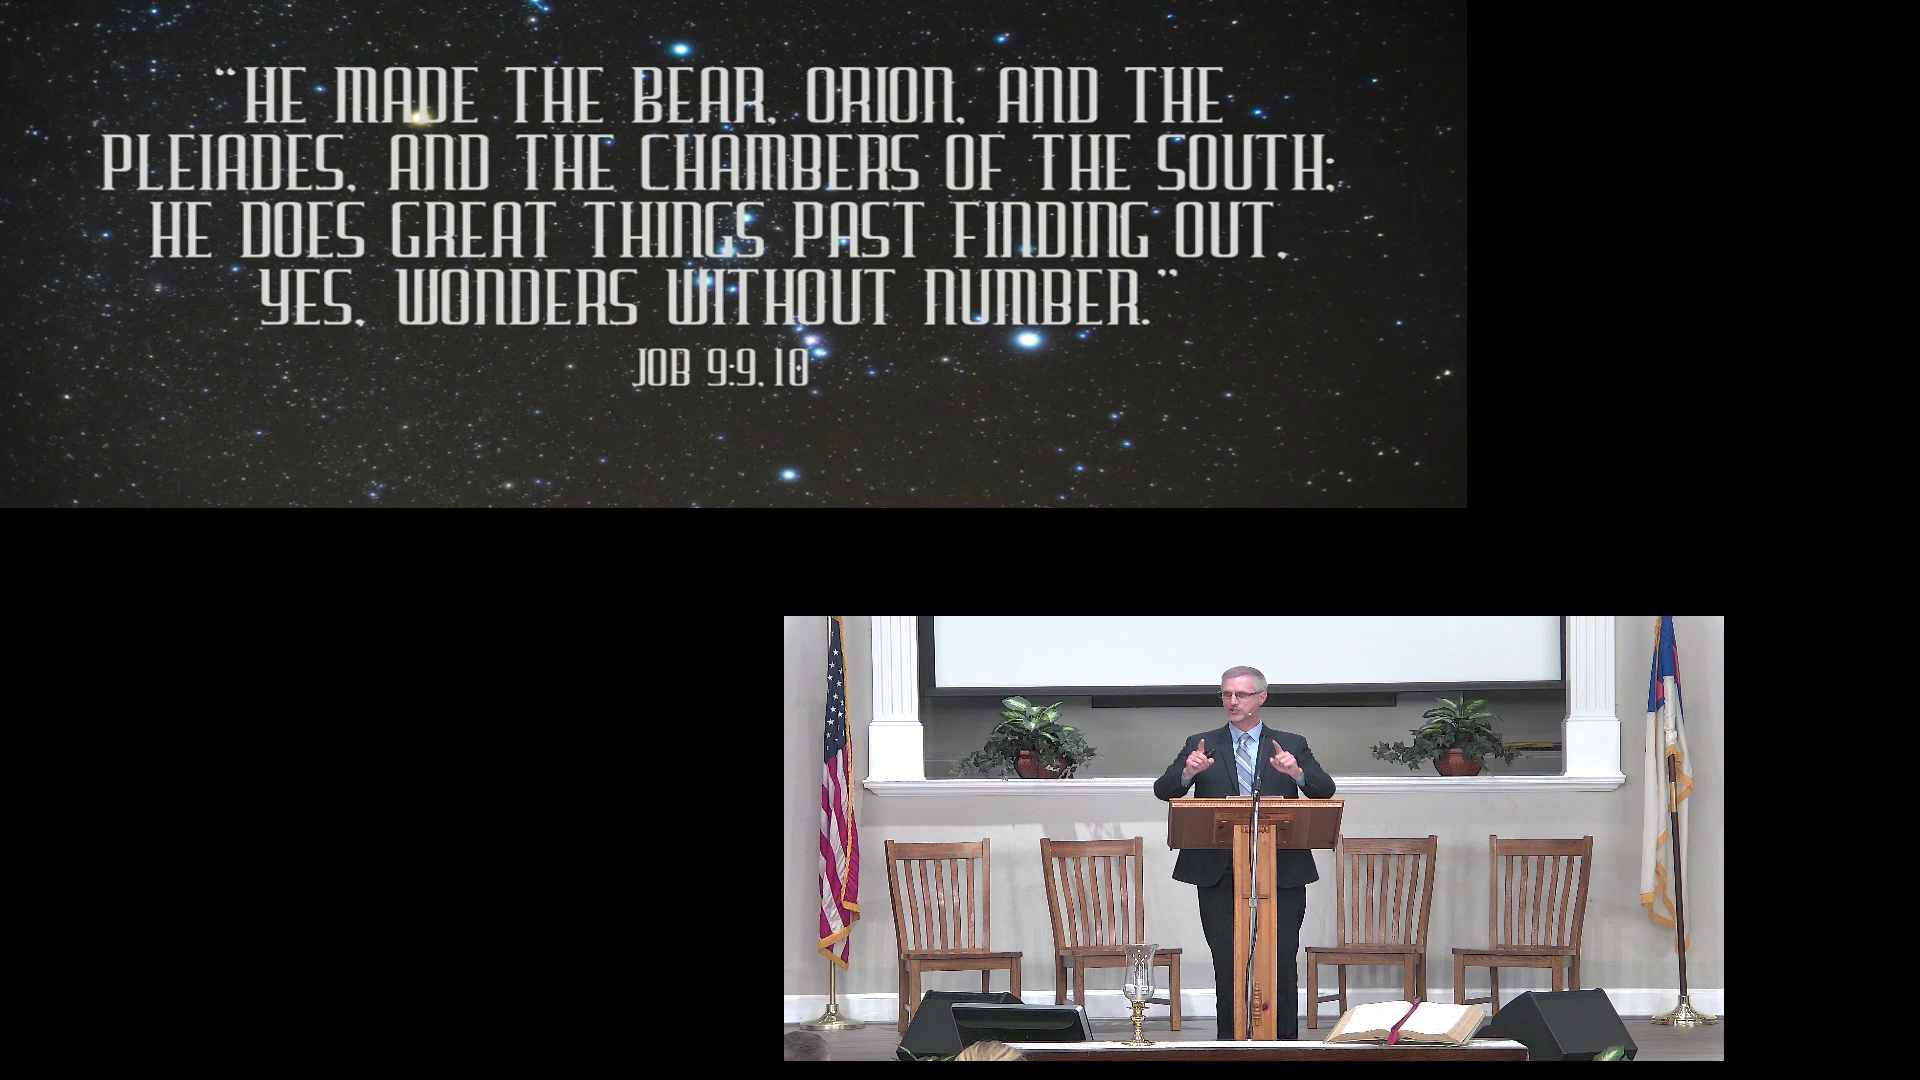 “HE MADE THE BEAR, ORION, AND THE
PLEIADES, AND THE CHAMBERS OF THE SOUTH;
HE DOES GREAT THINGS PAST FINDING OUT,
YES, WONDERS WITHOUT NUMBER.”
JOB 9:9,10